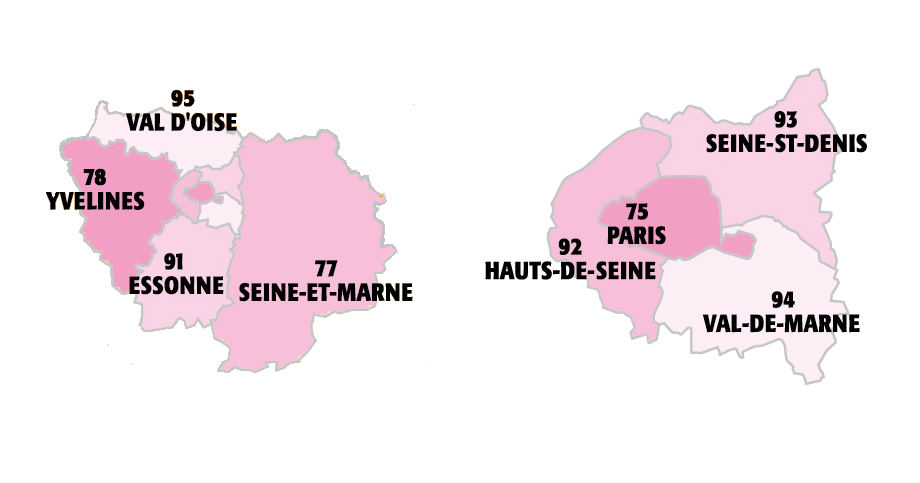 95
VAL D'OISE
78
YVELINES
91
ESSONNE
77
SEINE-ET-MARNE
93
SEINE-ST-DENIS
75
PARIS
92
HAUTS-DE-SEINE
94
VAL-DE-MARNE